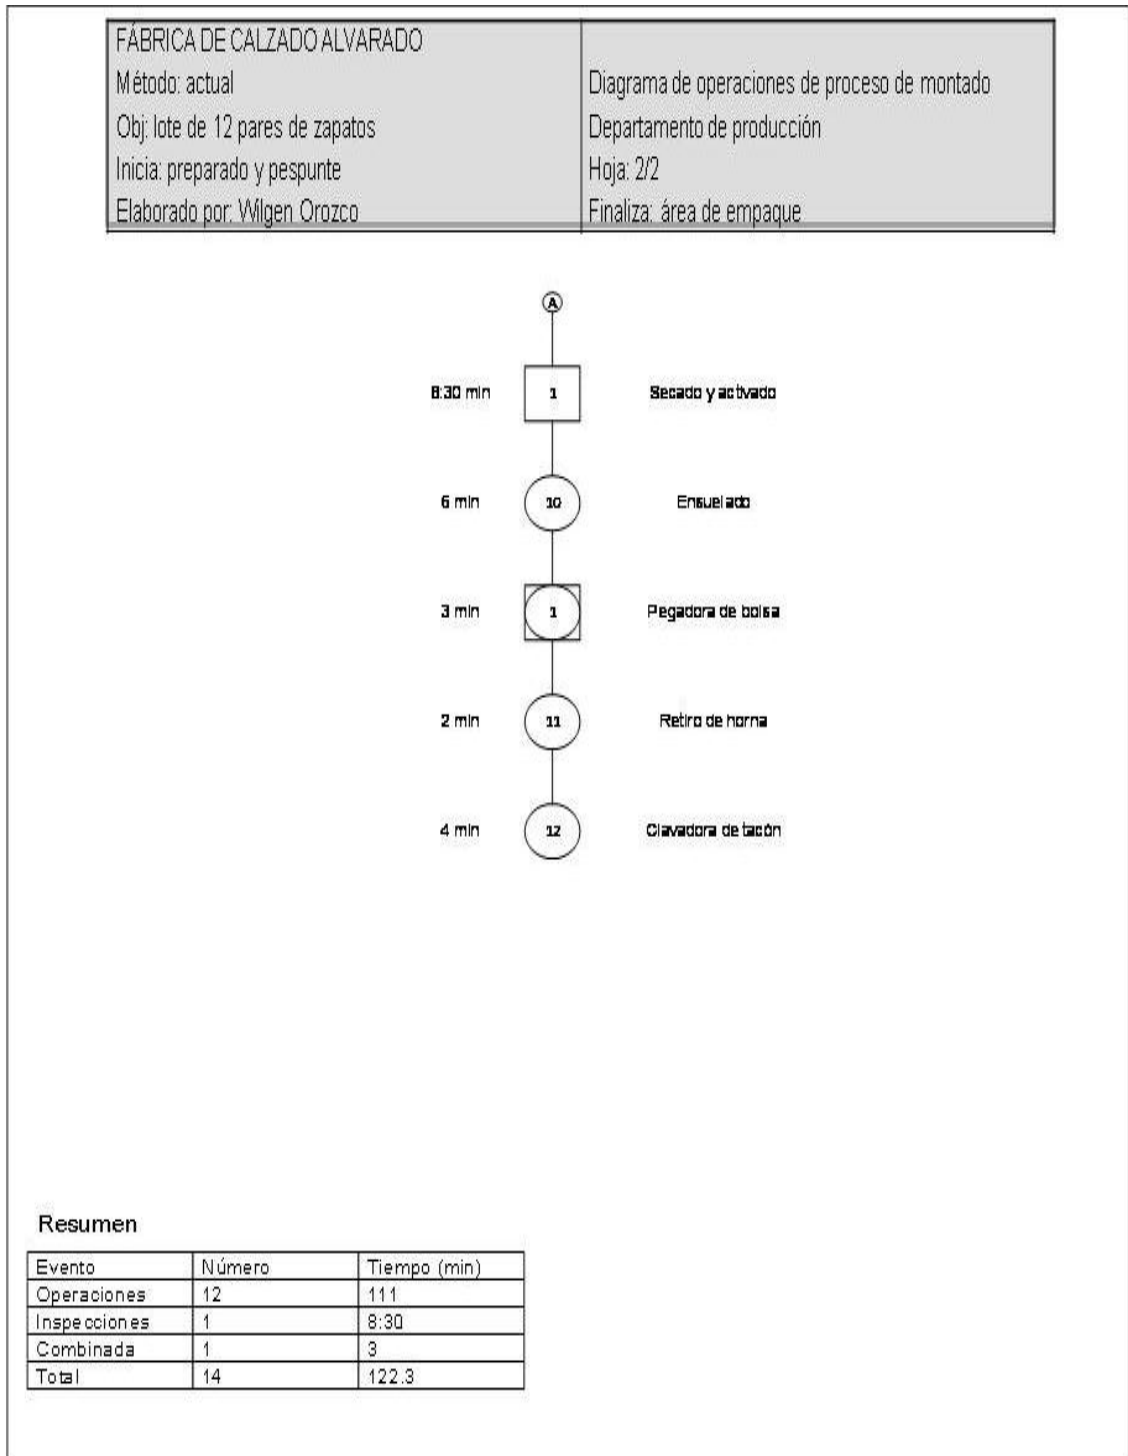 FÁBRICA DE CALZADO ALVARADO
Método: actual
Obj: lote de 12 pares de zapatos
Inicia: preparado y pespunte
Elaborado por: Wilgen Orozco
Diagrama de operaciones de proceso de montado
Departamento de producción
Hoja: 2/2
Finaliza: área de empaque
A
8:30 min 1 Secado y activado
6 min 10 Ensuelado
3 min 1 Pegadora de bolsa
2 min 11 Retiro de horna
4 min 12 Clavadora de tacón
Resumen
Evento Número Tiempo (min)
Operaciones 12 111
Inspecciones 1 8:30
Combinada 1 3
Total 14 122.3